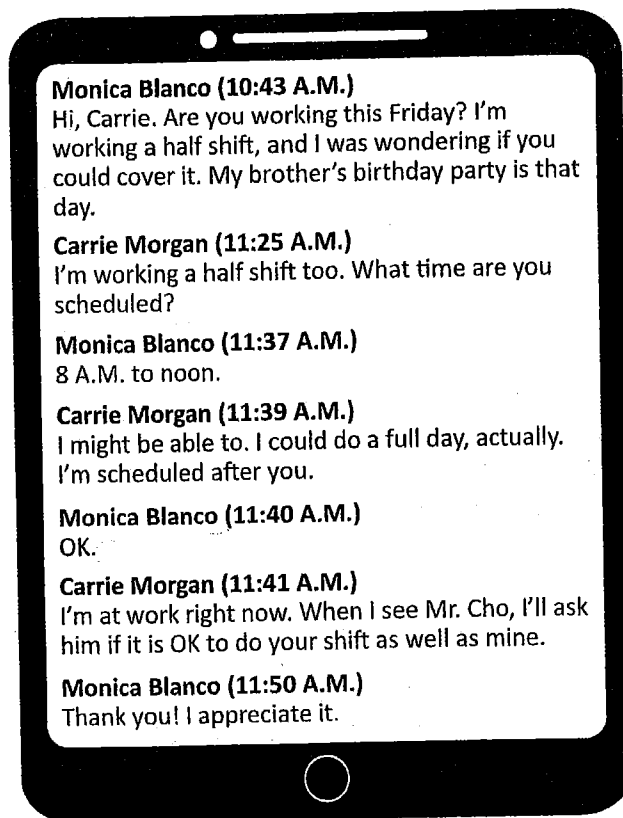 Monica Blanco (10:43 A.M.)
Hi, Carrie. Are you working this Friday? I'm
working a half shift, and I was wondering if you
could cover it. My brother's birthday party is that
day.
Carrie Morgan (11:25 A.M.)
I'm working a half shift too. What time are you
scheduled?
Monica Blanco (11:37 A.M.)
8 A.M. to noon.
Carrie Morgan (11:39 A.M.)
I might be able to. I could do a full day, actually.
I'm scheduled after you.
Monica Blanco (11:40 A.M.)
OK.
Carrie Morgan (11:41 A.M.)
I'm at work right now. When I see Mr. Cho, I'll ask
him if it is OK to do your shift as well as mine.
Monica Blanco (11:50 A.M.)
Thank you! I appreciate it.